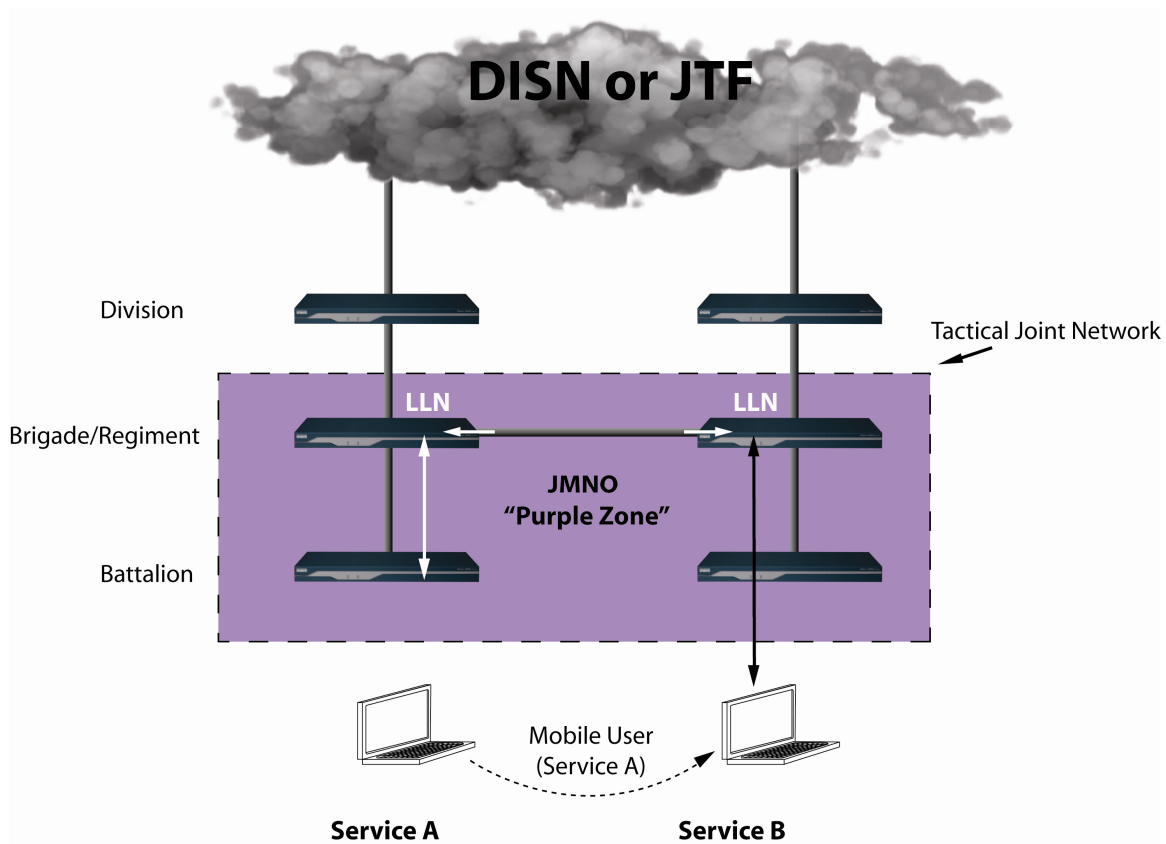 DISN or JTF
Division
Tactical Joint Network
LLN
LLN
Brigade/Regiment
JMNO
“Purple Zone”
Battalion
Mobile User
(Service A)
Service A
Service B